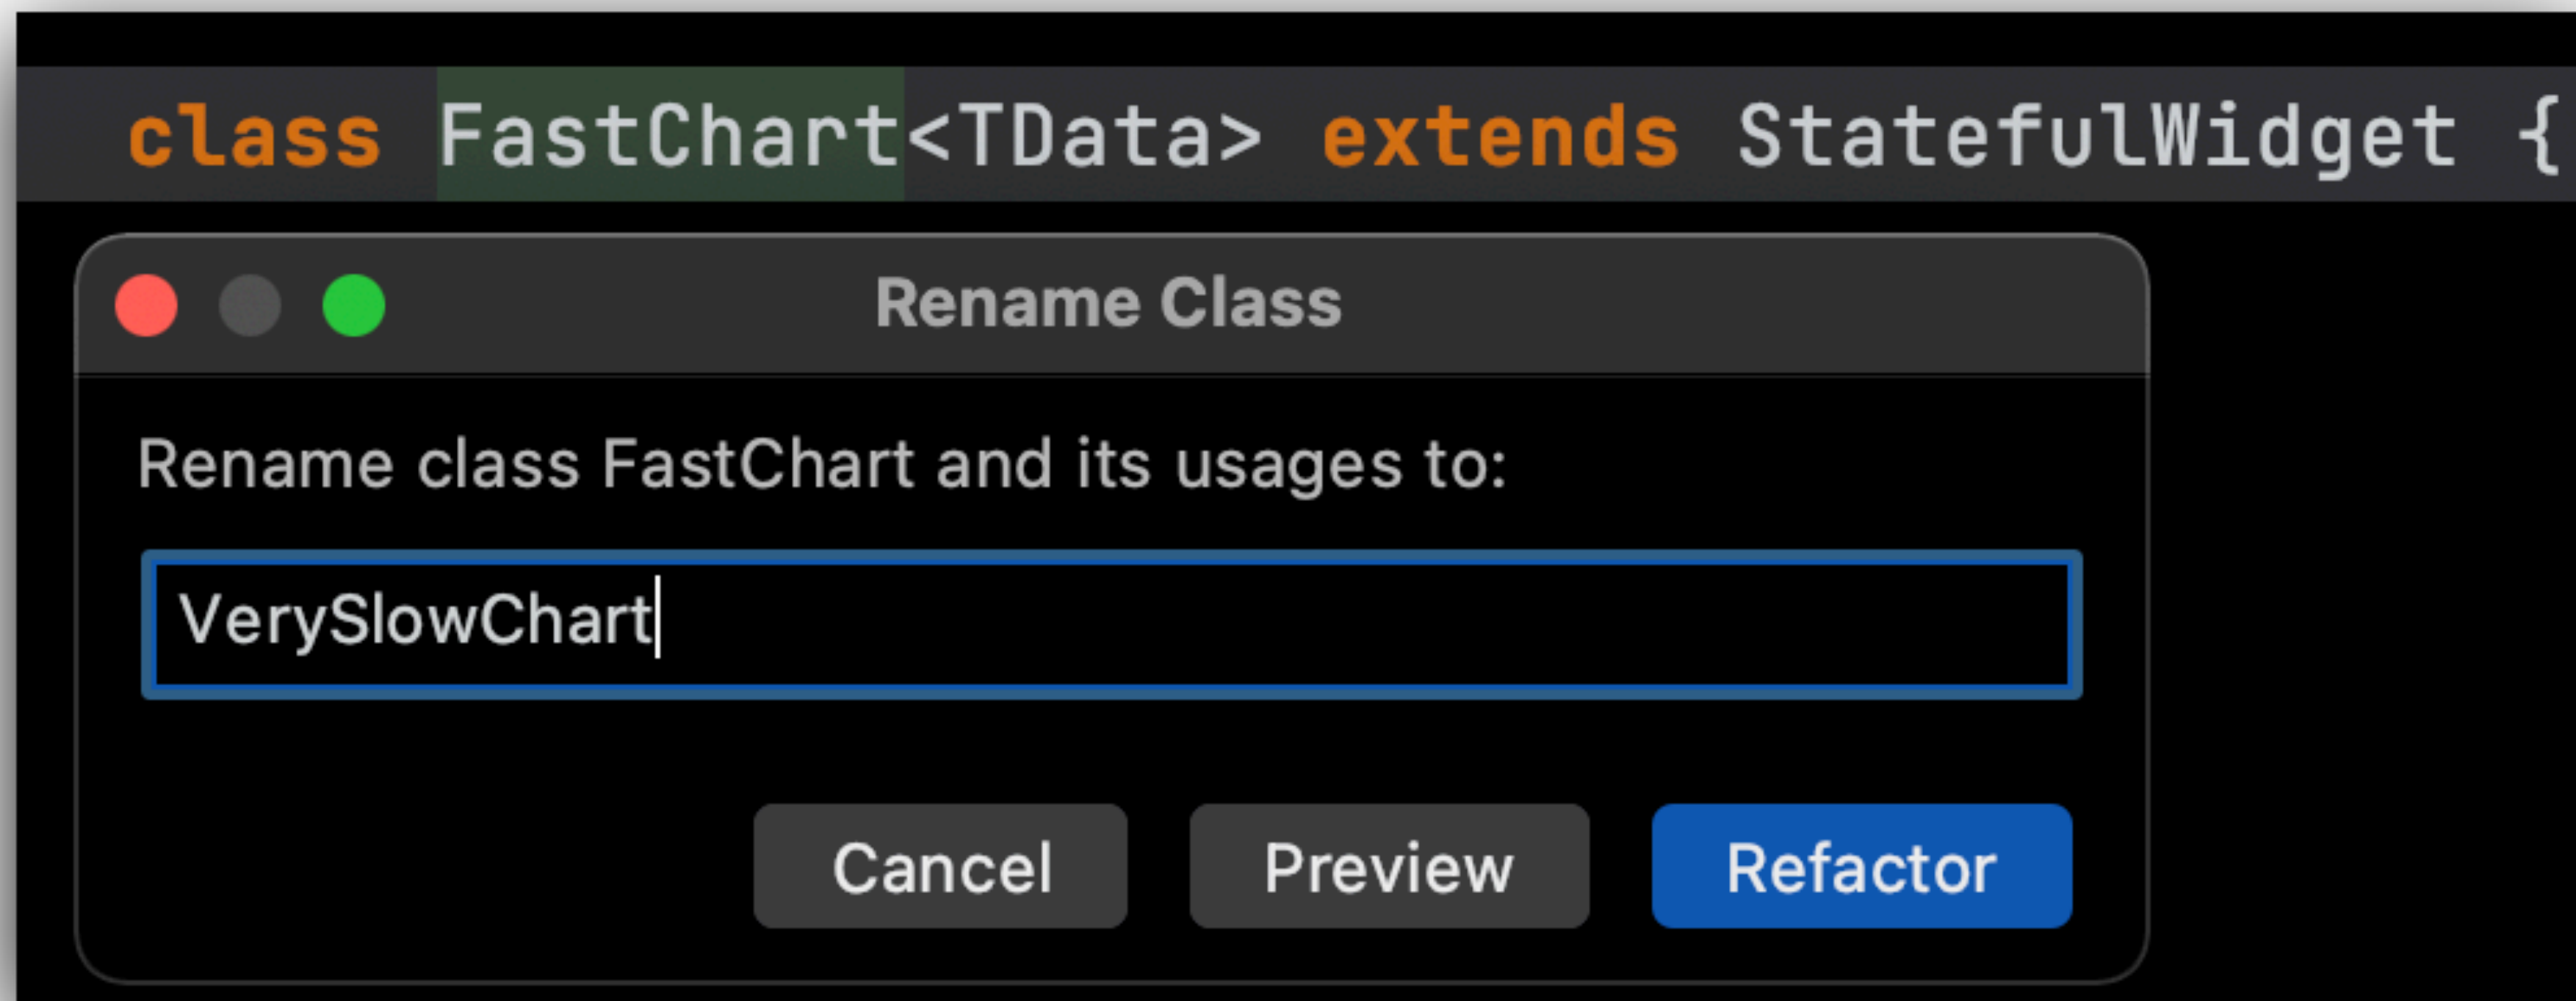 class FastChart<TData> extends StatefulWidget {
Rename Class
Rename class FastChart and its usages to:
VerySlowChart
Cancel Preview Refactor